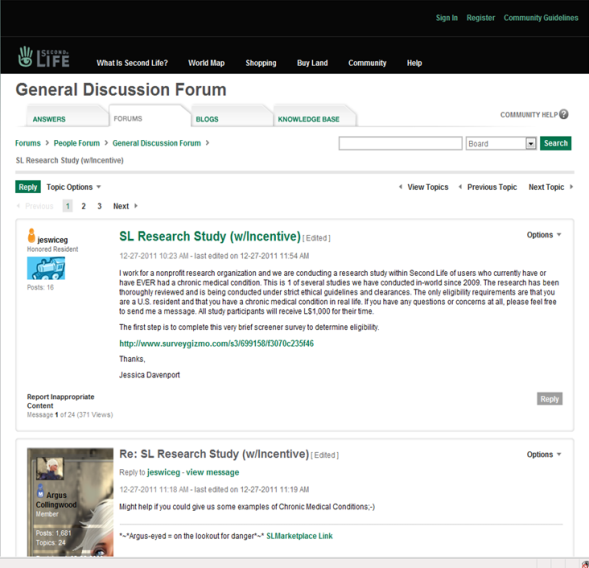 Sign In Register Community Guidelines
SECOND LIFE
What Is Second Life? World Map Shopping Buy Land Community Help
General Discussion Forum
ANSWERS FORUMS BLOGS KNOWLEDGE BASE COMMUNITY HELP ?
Forums > People Forum > General Discussion Forum > Board Search
SL Research Study (w/Incentive)
Reply Topic Options View Topics Previous Topic Next Topic
Previous 1 2 3 Next
jeswiceg
Honored Resident
Posts: 16
SL Research Study (w/Incentive) [ Edited ] Options
12-27-2011 10:23 AM - last edited on 12-27-2011 11:54 AM
I work for a nonprofit research organization and we are conducting a research study within Second Life of users who currently have or
have EVER had a chronic medical condition. This is 1 of several studies we have conducted in-world since 2009. The research has been
thoroughly reviewed and is being conducted under strict ethical guidelines and clearances. The only eligibility requirements are that you
are a U.S. resident and that you have a chronic medical condition in real life. If you have any questions or concerns at all, please feel free
to send me a message. All study participants will receive L$1,000 for their time.
The first step is to complete this very brief screener survey to determine eligibility.
http://www.surveygizmo.com/s3/699158/f3070c235f46
Thanks,
Jessica Davenport
Report Inappropriate
Content
Message 1 of 24 (371 Views)
Reply
Re: SL Research Study (w/Incentive) [ Edited ] Options
Reply to jeswiceg - view message
12-27-2011 11:18 AM - last edited on 12-27-2011 11:19 AM
Argus
Collingwood
Member
Posts: 1,681
Topics: 24
Might help if you could give us some examples of Chronic Medical Conditions;-)
*~*Argus-eyed = on the lookout for danger*~* SLMarketplace Link